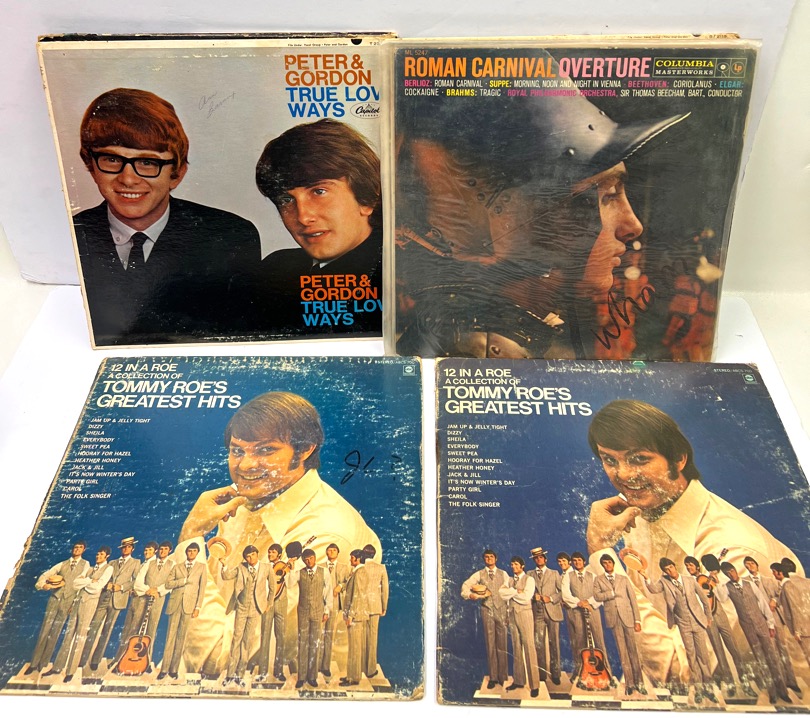 PETER &
GORDON
TRUE LOV
WAYS
Capitol
PETER &
GORDON
TRUE LOV
WAYS
ML 5247
ROMAN CARNIVAL OVERTURE
COLUMBIA
MASTERWORKS
BERLIOZ: ROMAN CARNIVAL · SUPPE: MORNING, NOON AND NIGHT IN VIENNA · BEETHOVEN: CORIOLANUS · ELGAR:
COCKAIGNE · BRAHMS: TRAGIC · ROYAL PHILHARMONIC ORCHESTRA, SIR THOMAS BEECHAM, BART., CONDUCTOR
12 IN A ROE
A COLLECTION OF
TOMMY ROE'S
GREATEST HITS
JAM UP & JELLY TIGHT
DIZZY
SHEILA
EVERYBODY
SWEET PEA
HOORAY FOR HAZEL
HEATHER HONEY
JACK & JILL
IT'S NOW WINTER'S DAY
PARTY GIRL
CAROL
THE FOLK SINGER
12 IN A ROE
A COLLECTION OF
TOMMY ROE'S
GREATEST HITS
STEREO
JAM UP & JELLY TIGHT
DIZZY
SHEILA
EVERYBODY
SWEET PEA
HOORAY FOR HAZEL
HEATHER HONEY
JACK & JILL
IT'S NOW WINTER'S DAY
PARTY GIRL
CAROL
THE FOLK SINGER